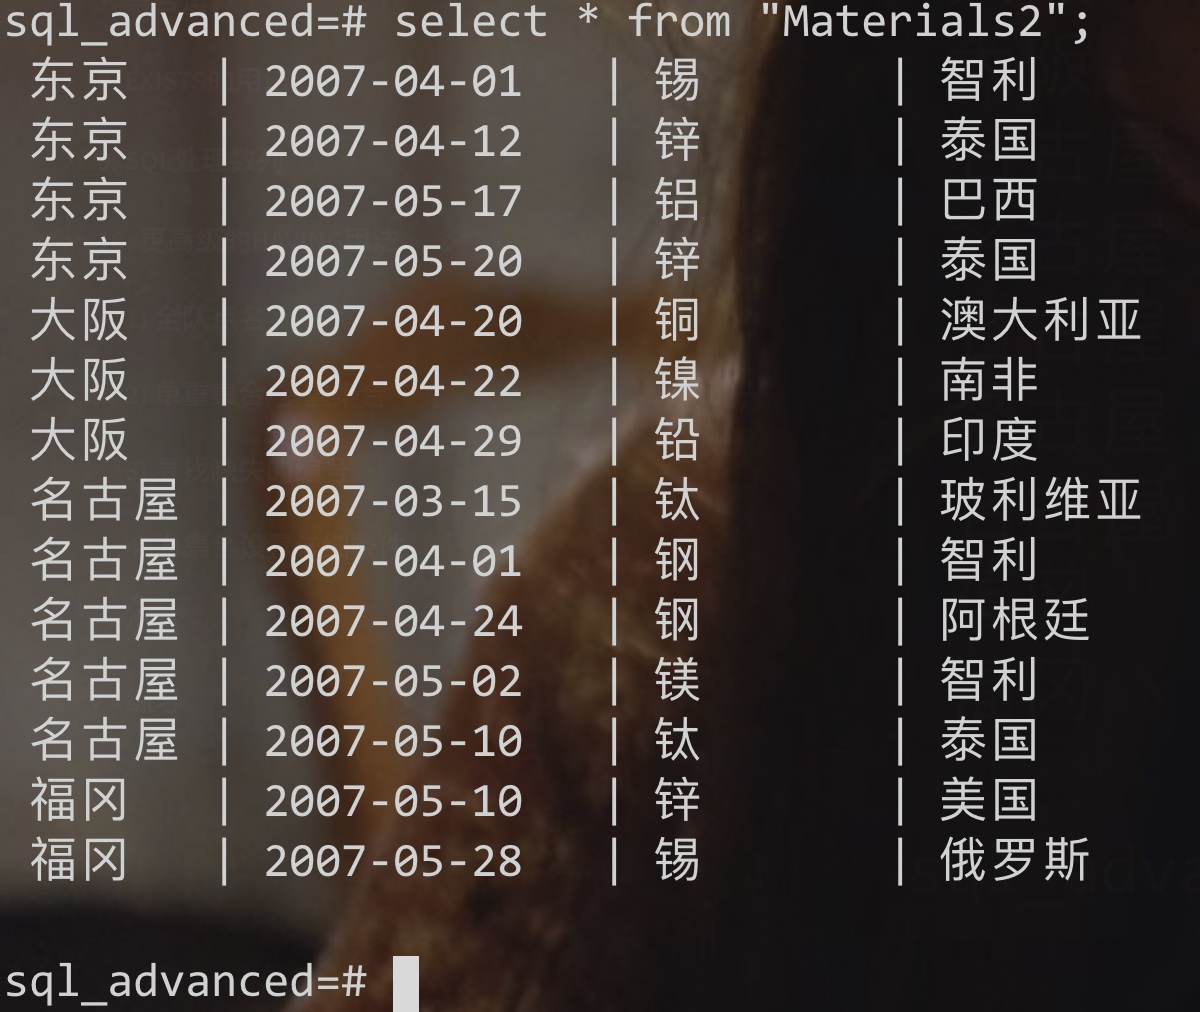 sql_advanced=# select * from "Materials2";
东京 | 2007-04-01 | 锡 | 智利
东京 | 2007-04-12 | 锌 | 泰国
东京 | 2007-05-17 | 铝 | 巴西
东京 | 2007-05-20 | 锌 | 泰国
大阪 | 2007-04-20 | 铜 | 澳大利亚
大阪 | 2007-04-22 | 镍 | 南非
大阪 | 2007-04-29 | 铅 | 印度
名古屋 | 2007-03-15 | 钛 | 玻利维亚
名古屋 | 2007-04-01 | 钢 | 智利
名古屋 | 2007-04-24 | 钢 | 阿根廷
名古屋 | 2007-05-02 | 镁 | 智利
名古屋 | 2007-05-10 | 钛 | 泰国
福冈 | 2007-05-10 | 锌 | 美国
福冈 | 2007-05-28 | 锡 | 俄罗斯
sql_advanced=#